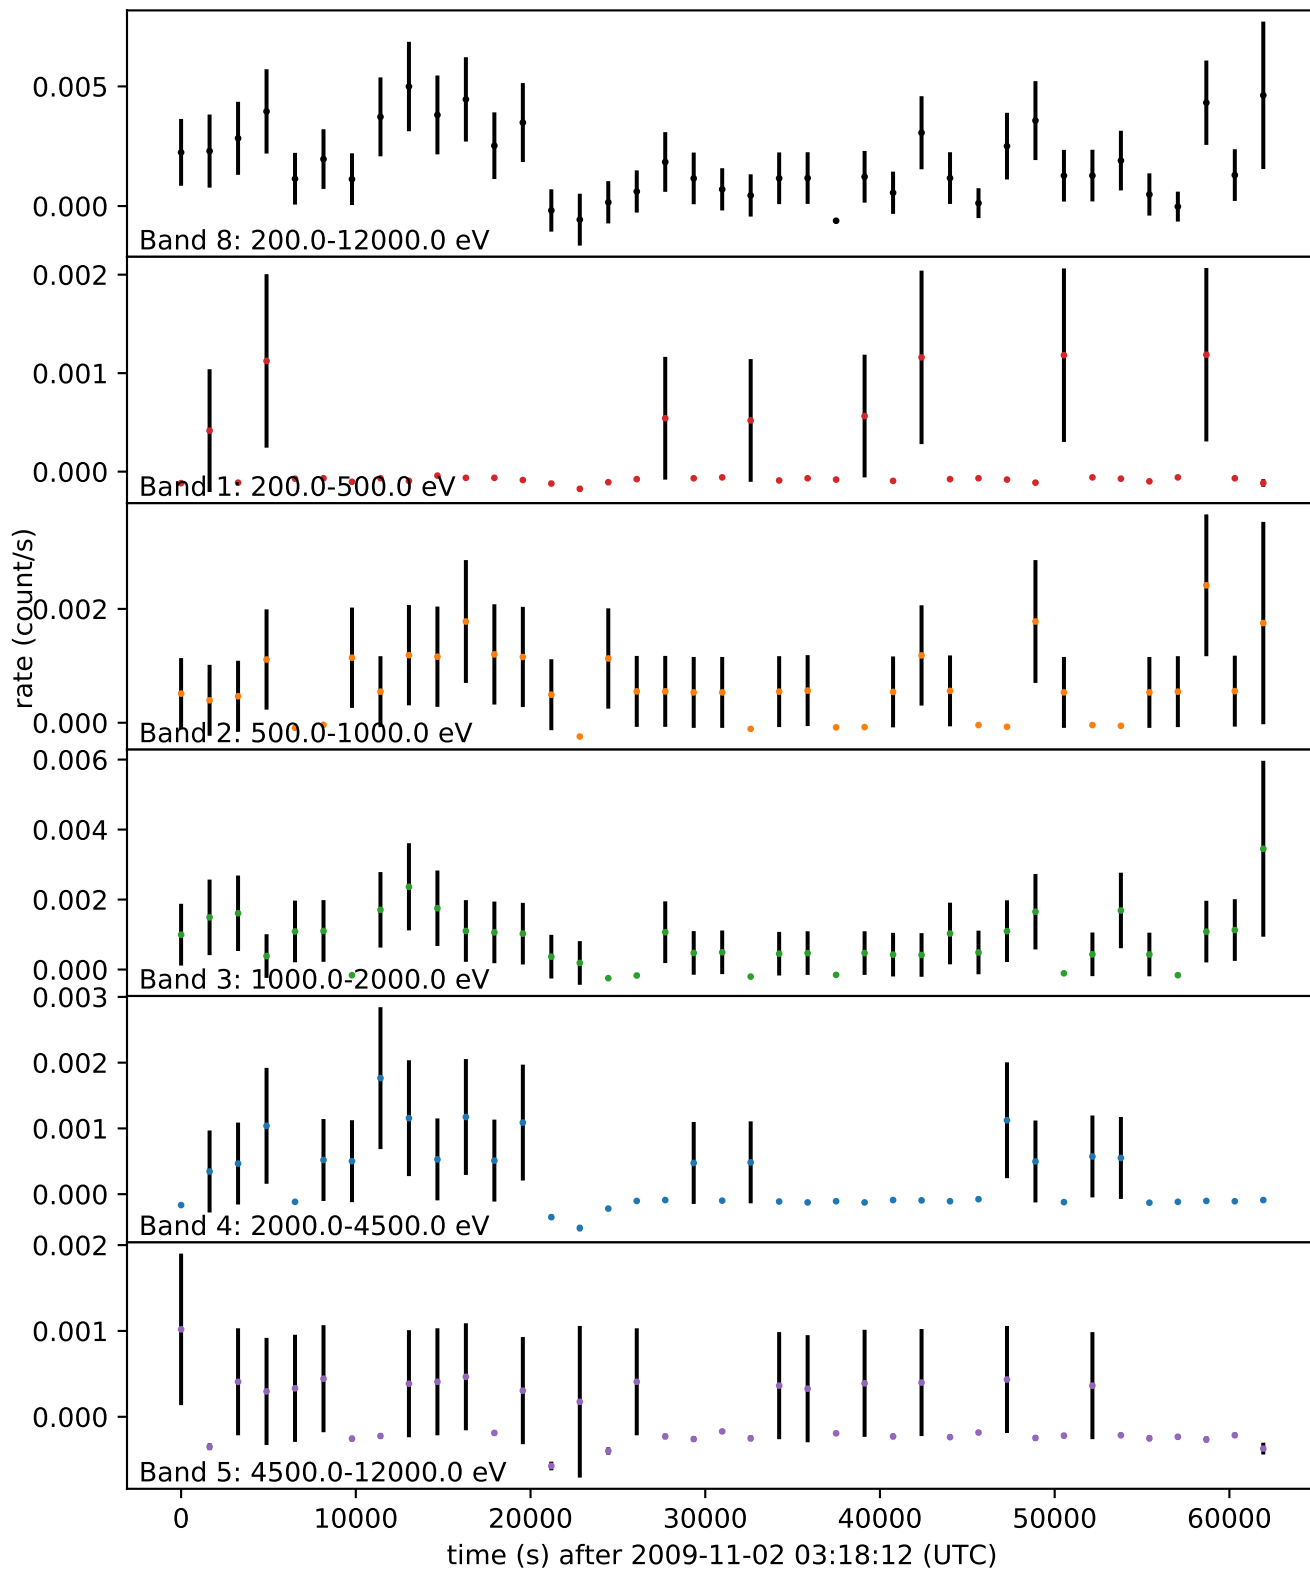 0.005
0.000
Band 8: 200.0-12000.0 eV
0.002
0.001
0.000
Band 1: 200.0-500.0 eV
rate (count/s)
0.002
0.000
Band 2: 500.0-1000.0 eV
0.006
0.004
0.002
0.000
Band 3: 1000.0-2000.0 eV
0.003
0.002
0.001
0.000
Band 4: 2000.0-4500.0 eV
0.002
0.001
0.000
Band 5: 4500.0-12000.0 eV
0 10000 20000 30000 40000 50000 60000
time (s) after 2009-11-02 03:18:12 (UTC)